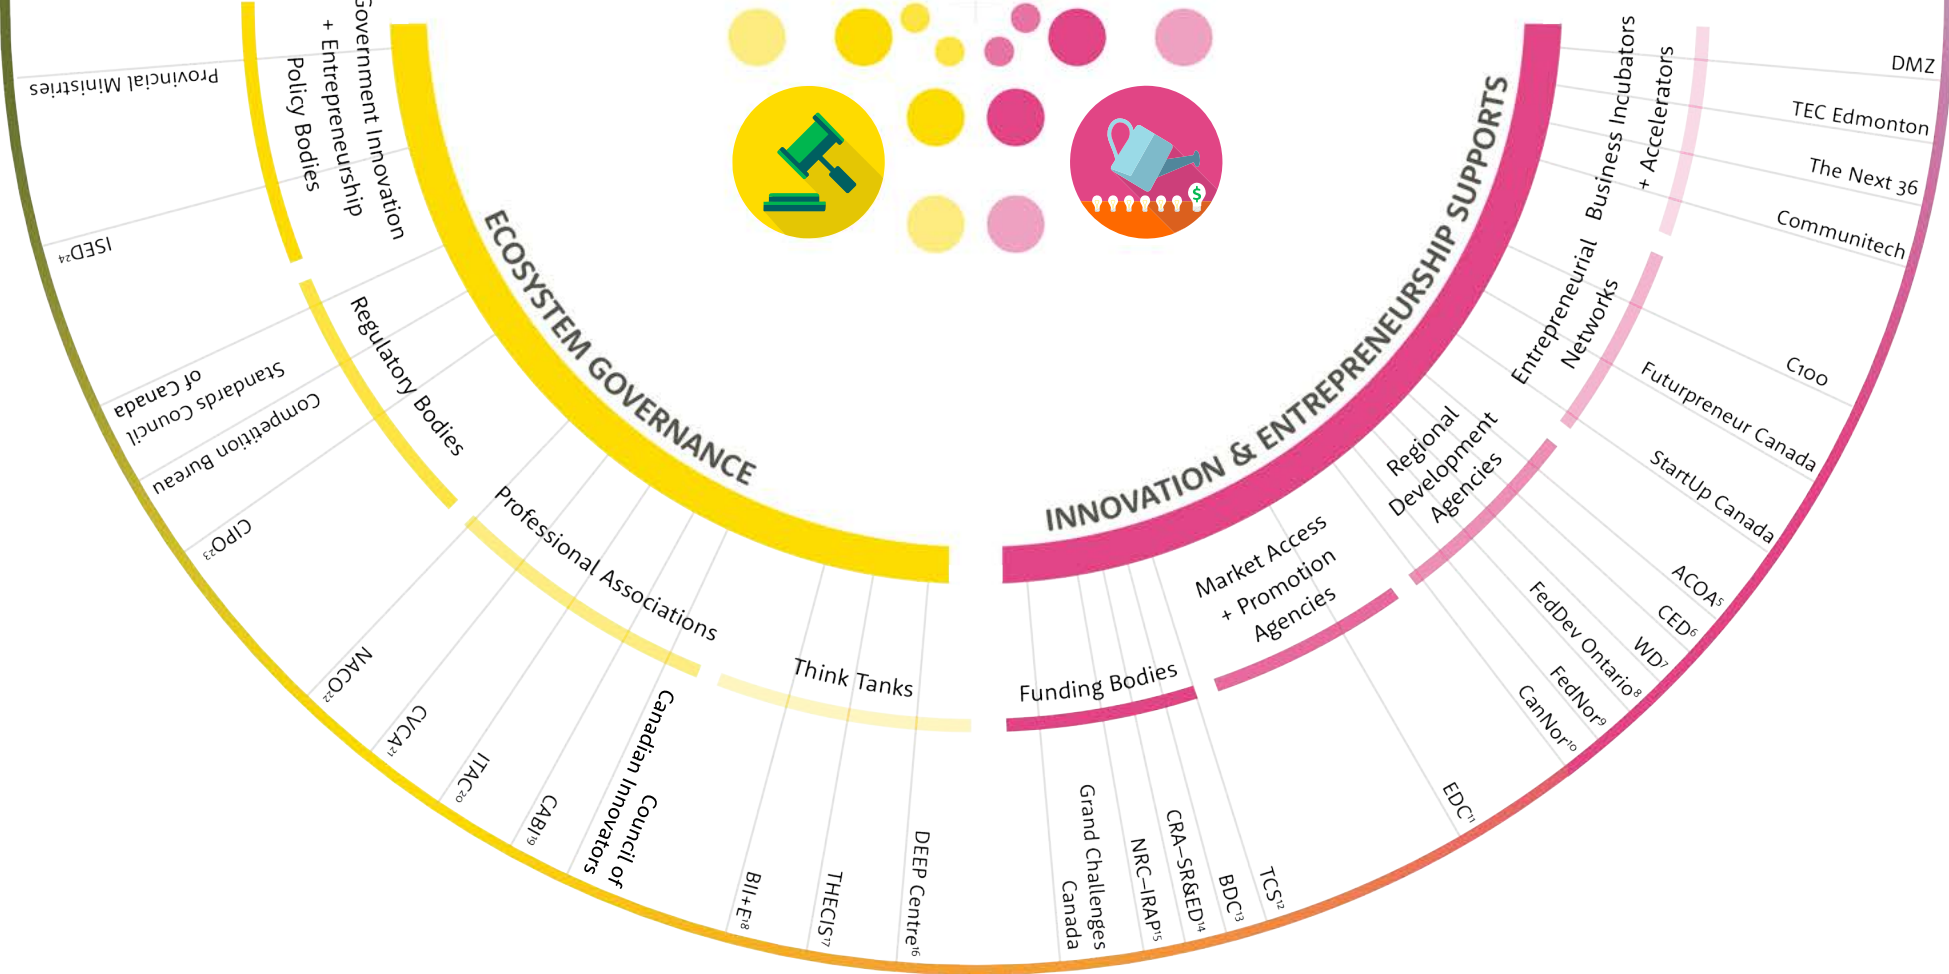 Government Innovation
+ Entrepreneurship
Policy Bodies
Provincial Ministries
ISED²⁴
Regulatory Bodies
Standards Council
of Canada
Competition Bureau
CIPO²³
ECOSYSTEM GOVERNANCE
Professional Associations
NACO²²
CVCA²¹
ITAC²⁰
CABI¹⁹
Council of
Canadian Innovators
Think Tanks
BII+E¹⁸
THECIS¹⁷
DEEP Centre¹⁶
INNOVATION & ENTREPRENEURSHIP SUPPORTS
Business Incubators
+ Accelerators
DMZ
TEC Edmonton
The Next 36
Communitech
Entrepreneurial
Networks
C100
Futurpreneur Canada
StartUp Canada
Regional
Development
Agencies
ACOA⁵
CED⁶
WD⁷
FedDev Ontario⁸
FedNor⁹
CanNor¹⁰
Market Access
+ Promotion
Agencies
EDC¹¹
TCS¹²
Funding Bodies
BDC¹³
CRA–SR&ED¹⁴
NRC–IRAP¹⁵
Grand Challenges
Canada
$